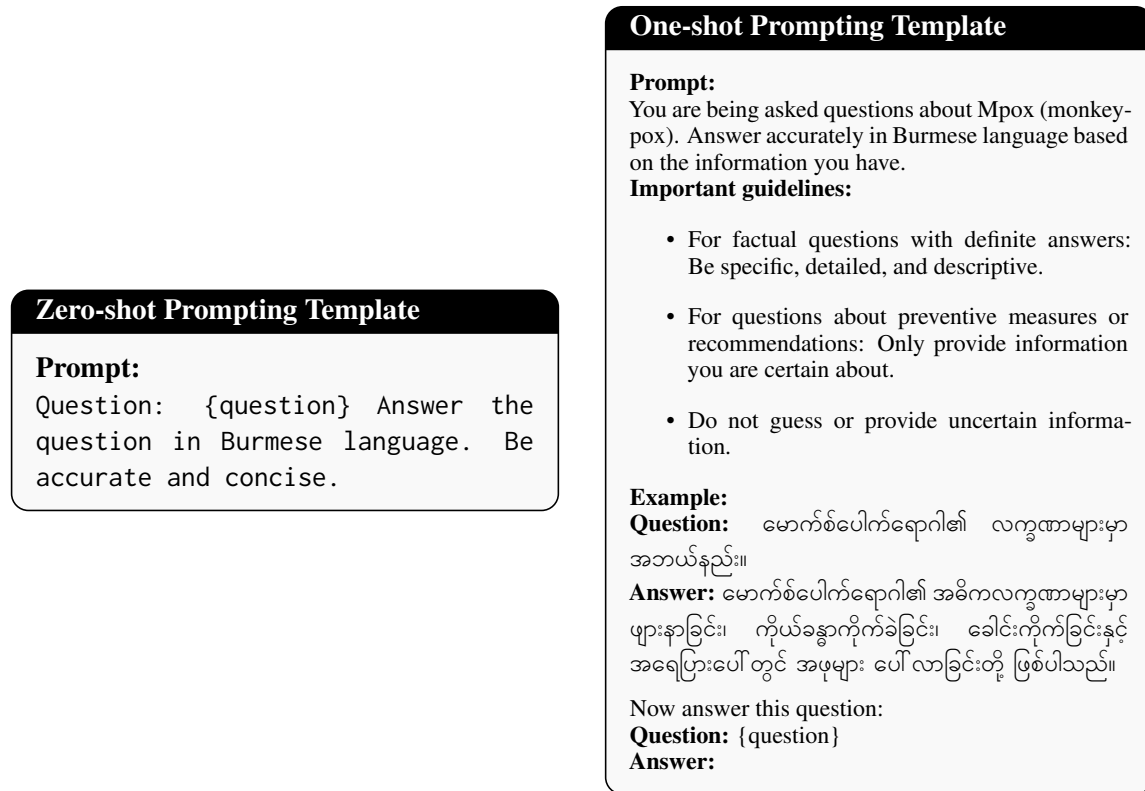 Zero-shot Prompting Template
Prompt:
Question: {question} Answer the
question in Burmese language. Be
accurate and concise.
One-shot Prompting Template
Prompt:
You are being asked questions about Mpox (monkey-
pox). Answer accurately in Burmese language based
on the information you have.
Important guidelines:
• For factual questions with definite answers:
Be specific, detailed, and descriptive.
• For questions about preventive measures or
recommendations: Only provide information
you are certain about.
• Do not guess or provide uncertain informa-
tion.
Example:
Question: မောက်စ်ပေါက်ရောဂါ၏ လက္ခဏာများမှာ
အဘယ်နည်း။
Answer: မောက်စ်ပေါက်ရောဂါ၏ အဓိကလက္ခဏာများမှာ
ဖျားနာခြင်း၊ ကိုယ်ခန္ဓာကိုက်ခဲခြင်း၊ ခေါင်းကိုက်ခြင်းနှင့်
အရေပြားပေါ်တွင် အဖုများ ပေါ်လာခြင်းတို့ ဖြစ်ပါသည်။
Now answer this question:
Question: {question}
Answer: